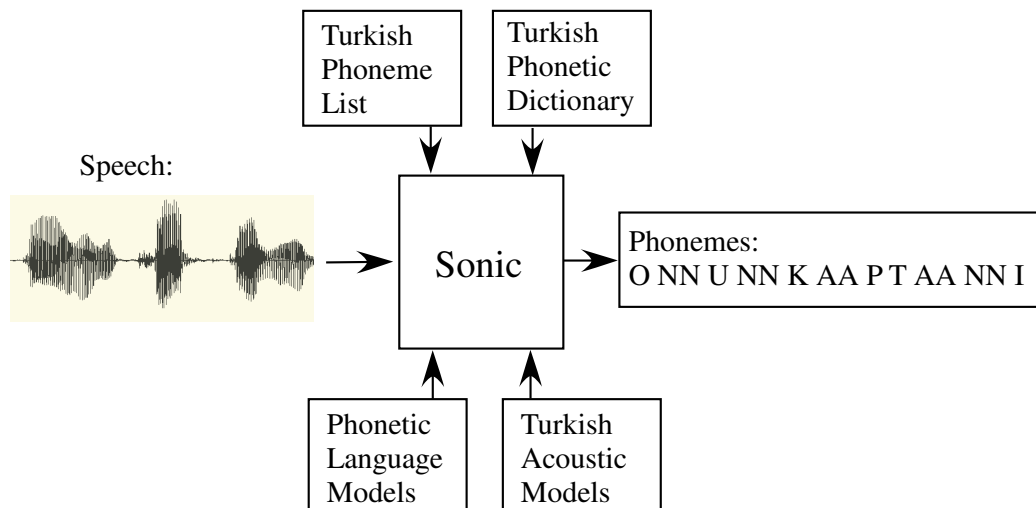 Turkish
Phoneme
List
Turkish
Phonetic
Dictionary
Speech:
Sonic
Phonemes:
O NN U NN K AA P T AA NN I
Phonetic
Language
Models
Turkish
Acoustic
Models